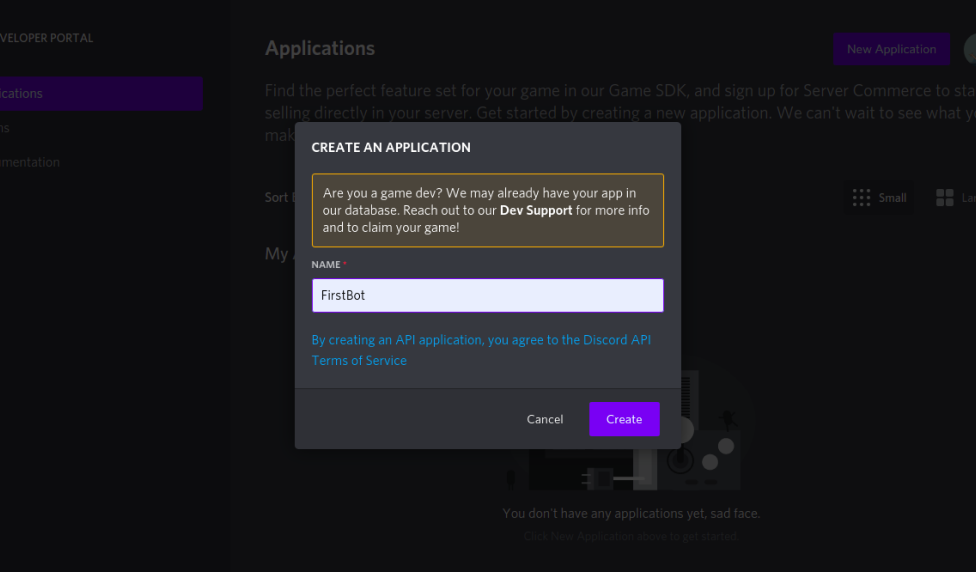 VELOPER PORTAL
Applications
New Application
ications
Find the perfect feature set for your game in our Game SDK, and sign up for Server Commerce to sta
selling directly in your server. Get started by creating a new application. We can't wait to see what y
mak
ns
mentation
CREATE AN APPLICATION
Are you a game dev? We may already have your app in
our database. Reach out to our Dev Support for more info
and to claim your game!
Sort
Small
Lar
My
NAME *
FirstBot
By creating an API application, you agree to the Discord API
Terms of Service
Cancel
Create
You don't have any applications yet, sad face.
Click New Application above to get started.